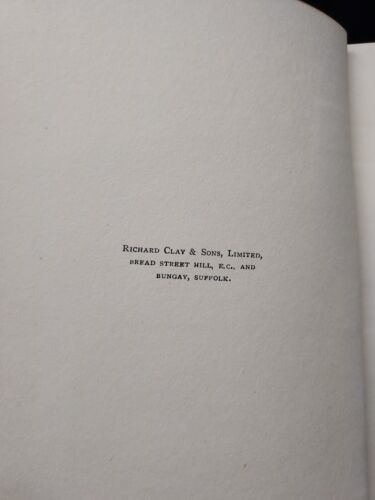 Richard Clay & Sons, Limited,
BREAD STREET HILL, E.C., AND
BUNGAY, SUFFOLK.